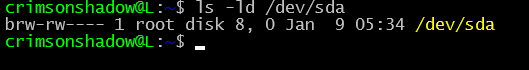 crimsonshadow@L:~$ ls -ld /dev/sda
brw-rw---- 1 root disk 8, 0 Jan  9 05:34 /dev/sda
crimsonshadow@L:~$